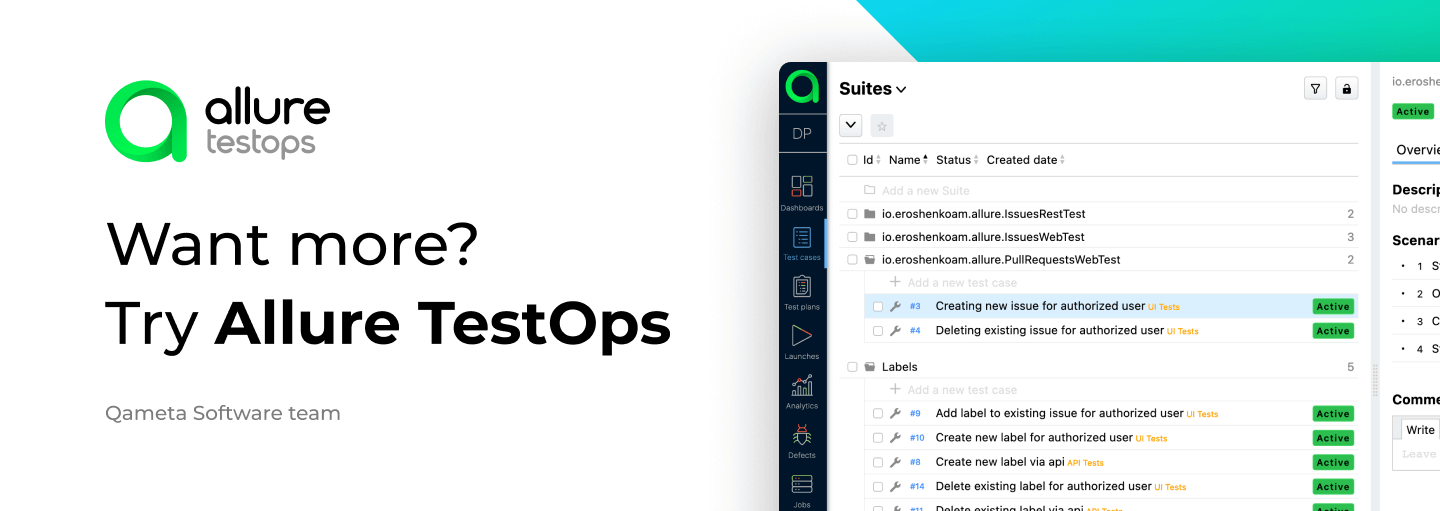 allure
testops
Want more?
Try Allure TestOps
Qameta Software team
DP
Dashboards
Test cases
Test plans
Launches
Analytics
Defects
Jobs
Suites
Id Name Status Created date
Add a new Suite
io.eroshenkoam.allure.IssuesRestTest 2
io.eroshenkoam.allure.IssuesWebTest 3
io.eroshenkoam.allure.PullRequestsWebTest 2
Add a new test case
#3 Creating new issue for authorized user UI Tests Active
#4 Deleting existing issue for authorized user UI Tests Active
Labels 5
Add a new test case
#9 Add label to existing issue for authorized user UI Tests Active
#10 Create new label for authorized user UI Tests Active
#8 Create new label via api API Tests Active
#14 Delete existing label for authorized user UI Tests Active
#11 Delete existing label via api API Tests Active
io.eroshe
Active
Overvie
Descrip
No descr
Scenar
1 S
2 O
3 C
4 S
Comme
Write
Leave